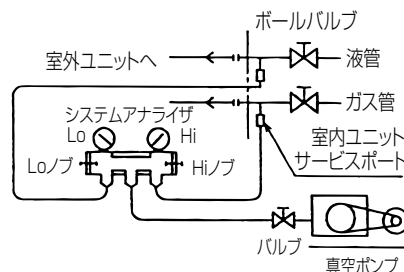 ボールバルブ
室外ユニットへ
液管
システムアナライザ
ガス管
Lo
Hi
室内ユニット
サービスポート
Loノブ
Hiノブ
バルブ
真空ポンプ